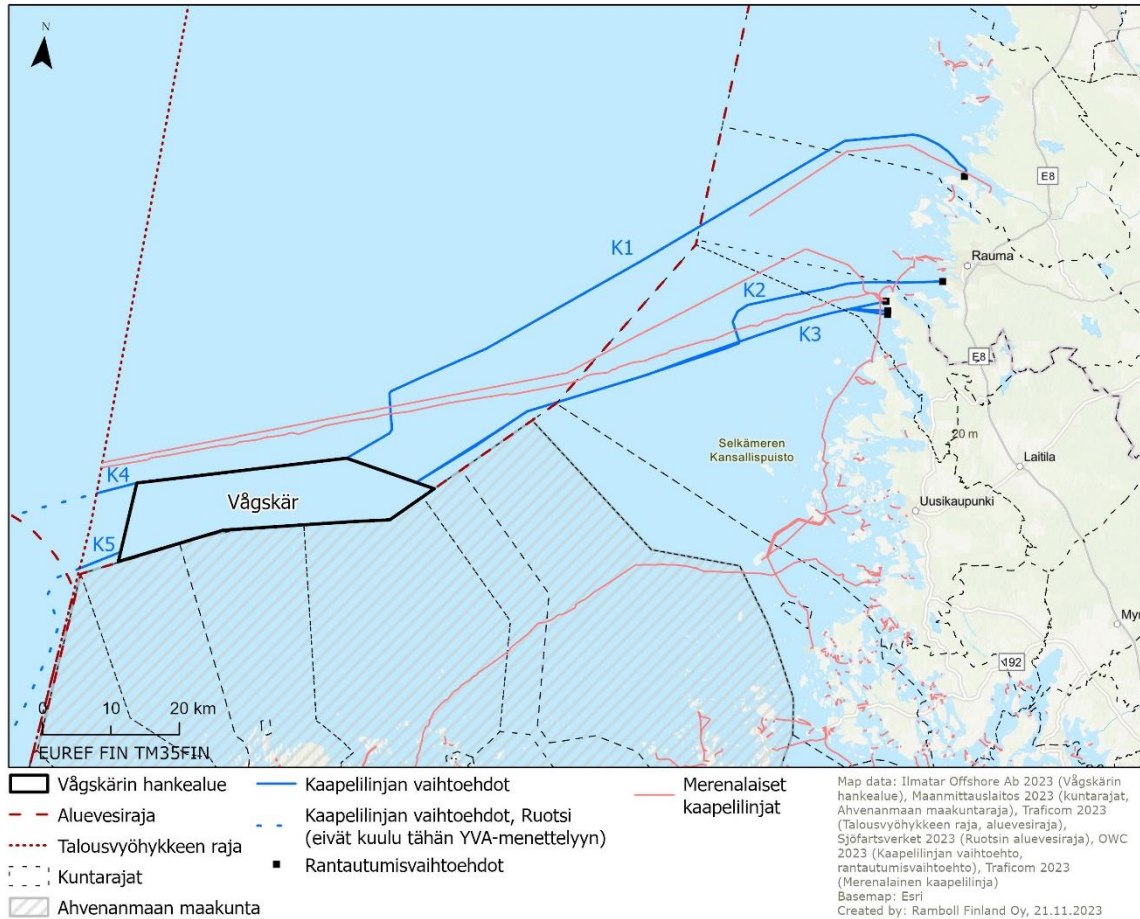 N
E8
K1
Rauma
K2
K3
E8
20 m
Selkämeren
Kansallispuisto
Laitila
K4
Vågskär
Uusikaupunki
K5
Myn
192
0 10 20 km
EUREF FIN TM35FIN
Vågskärin hankealue
Aluevesiraja
Talousvyöhykkeen raja
Kuntarajat
Ahvenanmaan maakunta
Kaapelilinjan vaihtoehdot
Kaapelilinjan vaihtoehdot, Ruotsi
(eivät kuulu tähän YVA-menettelyyn)
Rantautumisvaihtoehdot
Merenalaiset
kaapelilinjat
Map data: Ilmatar Offshore Ab 2023 (Vågskärin
hankealue), Maanmittauslaitos 2023 (kuntarajat,
Ahvenanmaan maakuntaraja), Traficom 2023
(Talousvyöhykkeen raja, aluevesiraja),
Sjöfartsverket 2023 (Ruotsin aluevesiraja), OWC
2023 (Kaapelilinjan vaihtoehto,
rantautumisvaihtoehto), Traficom 2023
(Merenalainen kaapelilinja)
Basemap: Esri
Created by: Ramboll Finland Oy, 21.11.2023